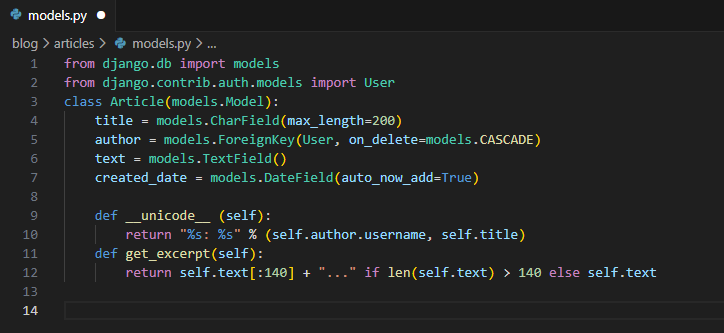 models.py
blog > articles > models.py > ...
1 from django.db import models
2 from django.contrib.auth.models import User
3 class Article(models.Model):
4     title = models.CharField(max_length=200)
5     author = models.ForeignKey(User, on_delete=models.CASCADE)
6     text = models.TextField()
7     created_date = models.DateField(auto_now_add=True)
8
9     def __unicode__ (self):
10         return "%s: %s" % (self.author.username, self.title)
11     def get_excerpt(self):
12         return self.text[:140] + "..." if len(self.text) > 140 else self.text
13
14